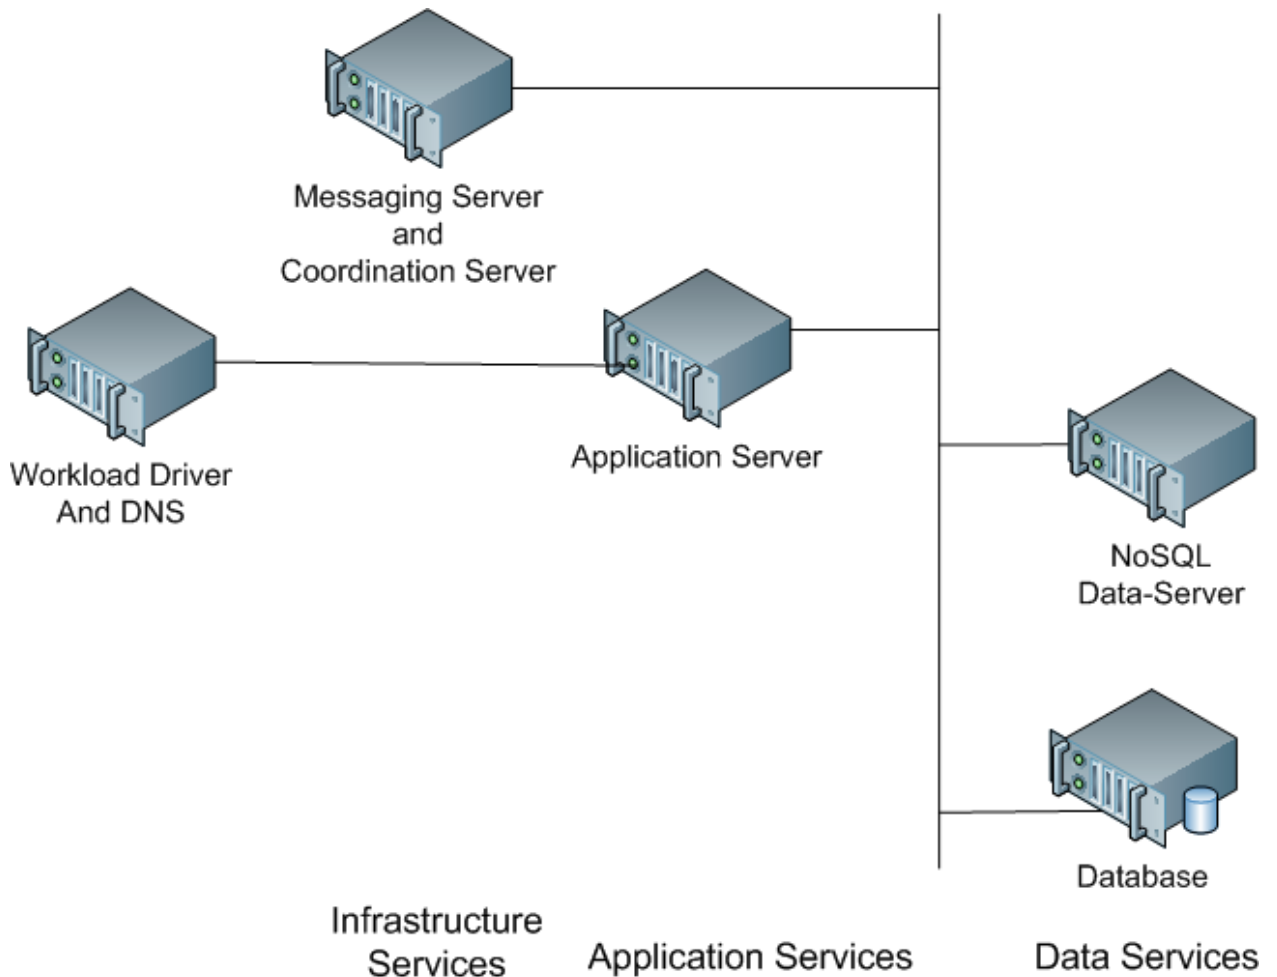 Messaging Server
and
Coordination Server
Workload Driver
And DNS
Application Server
NoSQL
Data-Server
Database
Infrastructure
Services
Application Services
Data Services